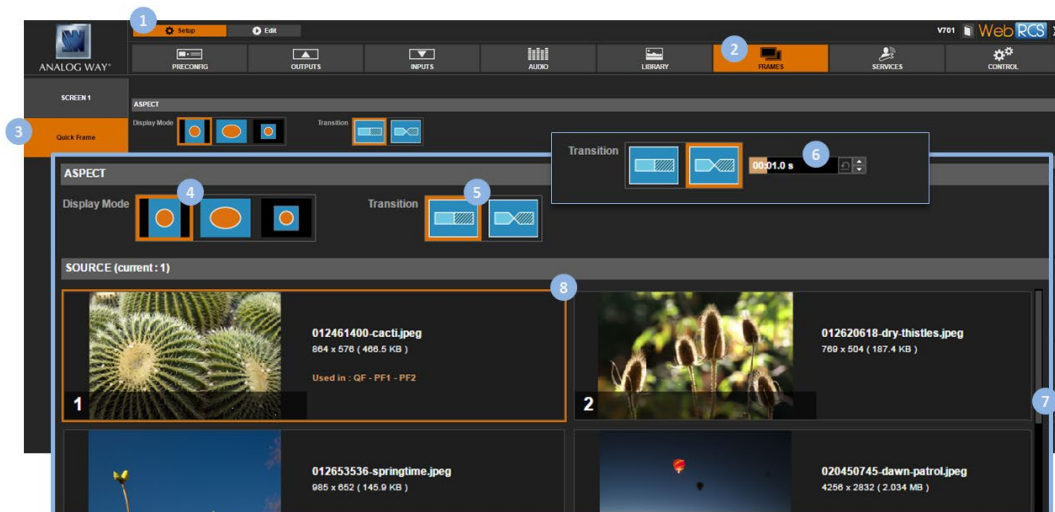 1
Setup
Edit
V701
Web RCS
ANALOG WAY®
2
PRECONFIG
OUTPUTS
INPUTS
AUDIO
LIBRARY
FRAMES
SERVICES
CONTROL
SCREEN 1
ASPECT
3
Quick Frame
Display Mode
Transition
Transition
00:01.0 s
6
ASPECT
Display Mode
4
Transition
5
SOURCE (current : 1)
8
012461400-cacti.jpeg
864 x 576 ( 466.5 KB )
Used in : QF - PF1 - PF2
1
012620618-dry-thistles.jpeg
769 x 504 ( 187.4 KB )
2
7
012653536-springtime.jpeg
985 x 652 ( 145.9 KB )
020450745-dawn-patrol.jpeg
4256 x 2832 ( 2.034 MB )